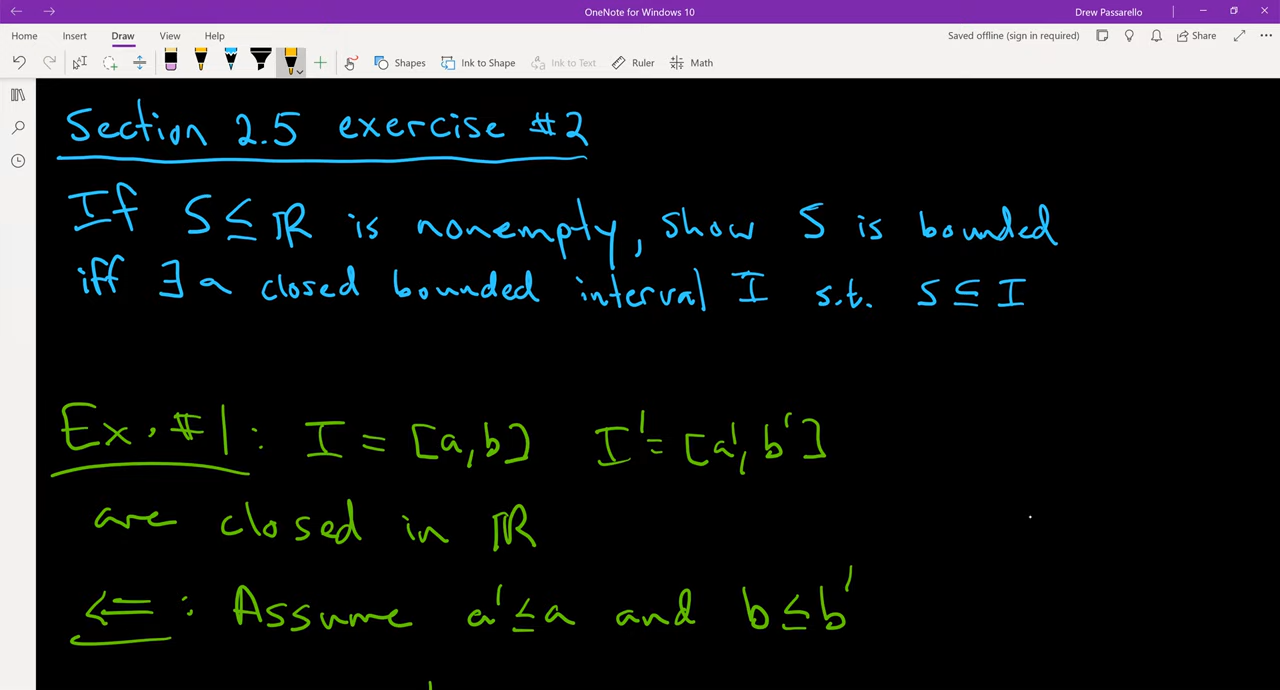 OneNote for Windows 10
Drew Passarello
Home Insert Draw View Help
Saved offline (sign in required)
Share
Shapes Ink to Shape Ink to Text Ruler Math
Section 2.5 exercise #2
If S ⊆ ℝ is nonempty, show S is bounded
iff ∃ a closed bounded interval I s.t. S ⊆ I
Ex. #1: I = [a,b] I' = [a', b']
are closed in ℝ
⇐: Assume a' ≤ a and b ≤ b'